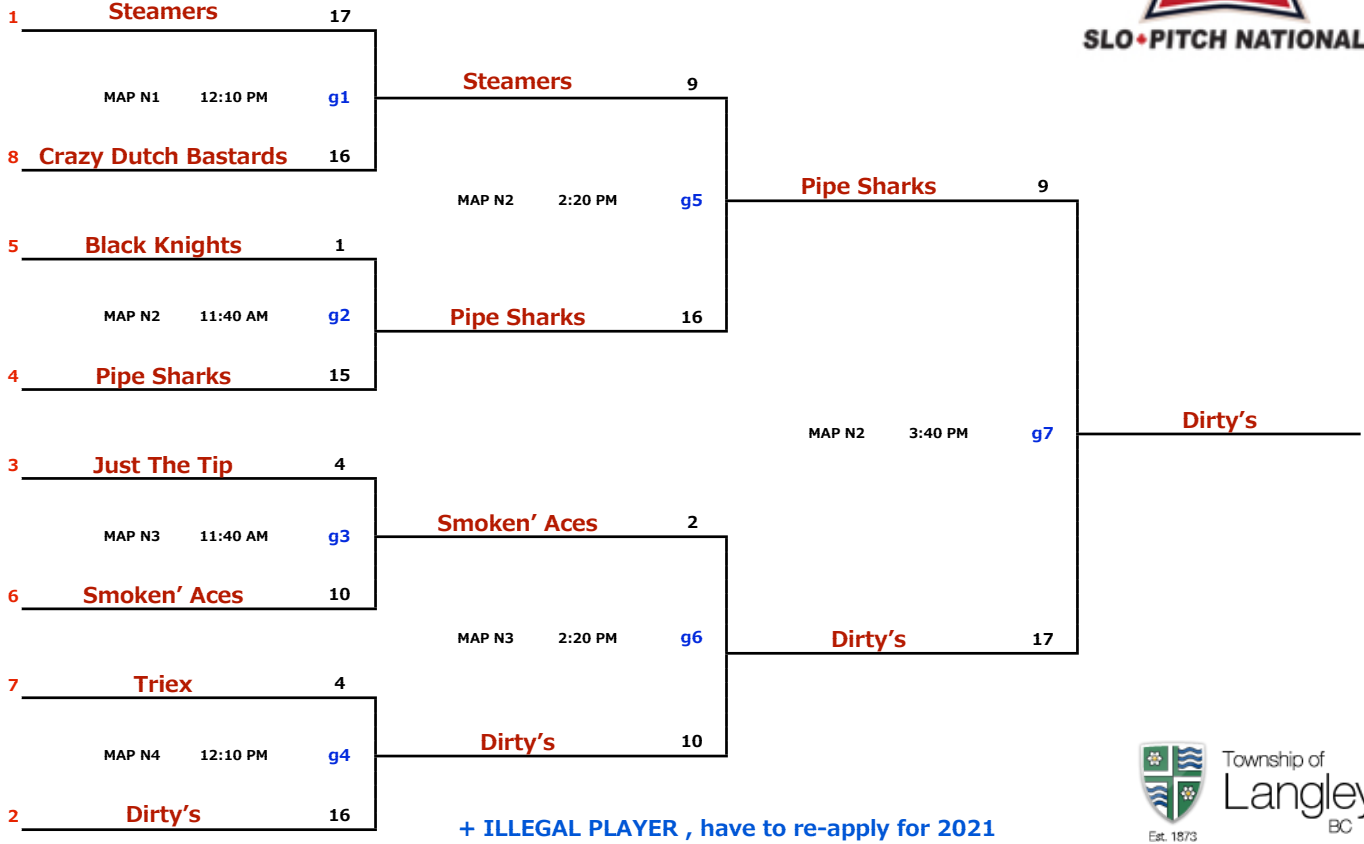 1 Steamers 17
SLO PITCH NATIONAL
Steamers 9
MAP N1 12:10 PM g1
8 Crazy Dutch Bastards 16
Pipe Sharks 9
MAP N2 2:20 PM g5
5 Black Knights 1
MAP N2 11:40 AM g2
Pipe Sharks 16
4 Pipe Sharks 15
Dirty’s
MAP N2 3:40 PM g7
3 Just The Tip 4
Smoken’ Aces 2
MAP N3 11:40 AM g3
6 Smoken’ Aces 10
MAP N3 2:20 PM g6
Dirty’s 17
7 Triex 4
Dirty’s 10
MAP N4 12:10 PM g4
2 Dirty’s 16
+ ILLEGAL PLAYER , have to re-apply for 2021
Township of
Langley
BC
Est. 1873